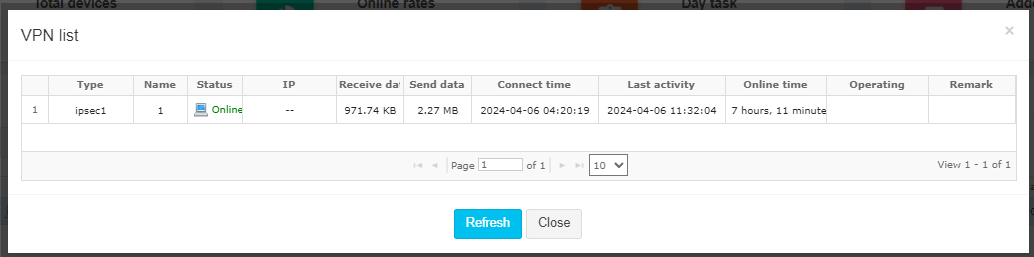 Total devices Online rates Day task Adde
VPN list ×
Type Name Status IP Receive dat Send data Connect time Last activity Online time Operating Remark
1 ipsec1 1 Online -- 971.74 KB 2.27 MB 2024-04-06 04:20:19 2024-04-06 11:32:04 7 hours, 11 minute
Page 1 of 1 10 View 1 - 1 of 1
Refresh Close